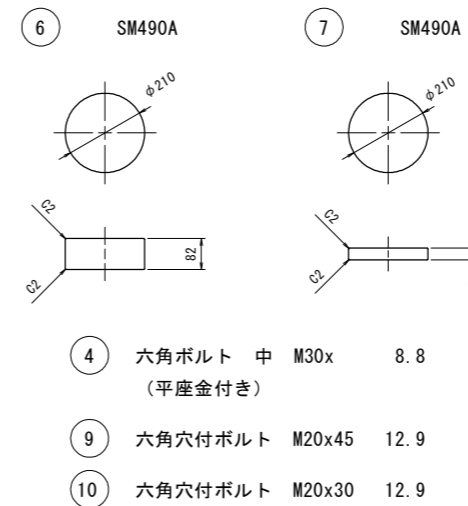 6 SM490A 7 SM490A
φ210 φ210
C2 C2
82
C2 C2
4 六角ボルト 中 M30x 8.8
(平座金付き)
9 六角穴付ボルト M20x45 12.9
10 六角穴付ボルト M20x30 12.9